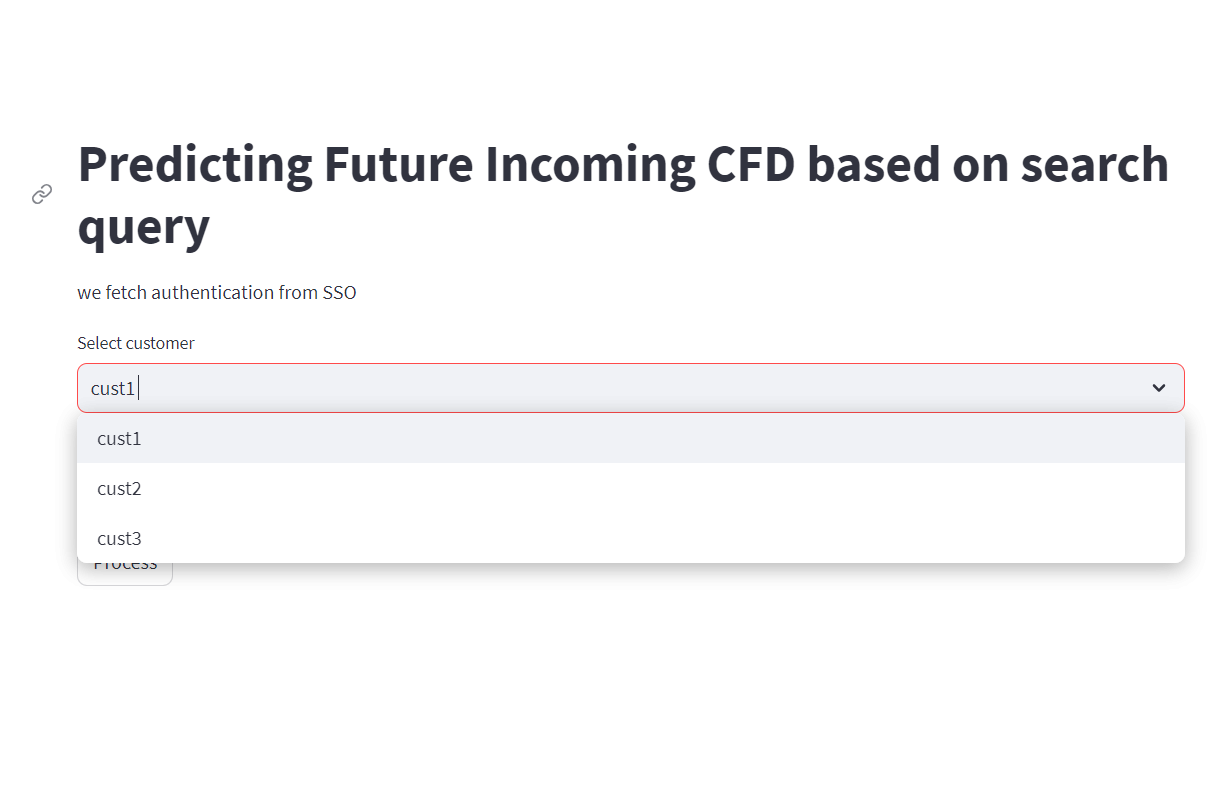 Predicting Future Incoming CFD based on search
query
we fetch authentication from SSO
Select customer
cust1
cust1
cust2
cust3
Process